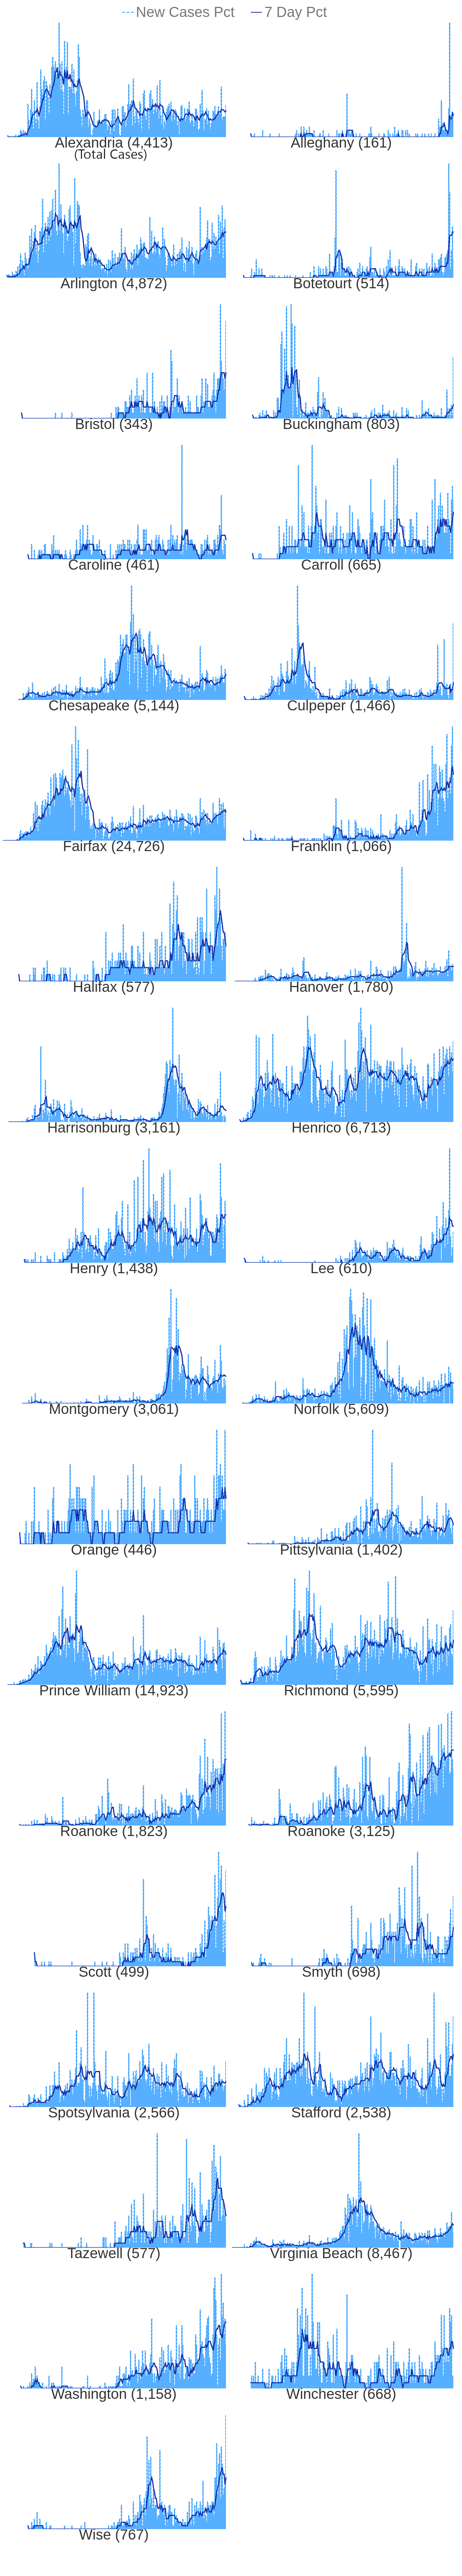 New Cases Pct 7 Day Pct
Alexandria (4,413) Alleghany (161)
(Total Cases)
Arlington (4,872) Botetourt (514)
Bristol (343) Buckingham (803)
Caroline (461) Carroll (665)
Chesapeake (5,144) Culpeper (1,466)
Fairfax (24,726) Franklin (1,066)
Halifax (577) Hanover (1,780)
Harrisonburg (3,161) Henrico (6,713)
Henry (1,438) Lee (610)
Montgomery (3,061) Norfolk (5,609)
Orange (446) Pittsylvania (1,402)
Prince William (14,923) Richmond (5,595)
Roanoke (1,823) Roanoke (3,125)
Scott (499) Smyth (698)
Spotsylvania (2,566) Stafford (2,538)
Tazewell (577) Virginia Beach (8,467)
Washington (1,158) Winchester (668)
Wise (767)